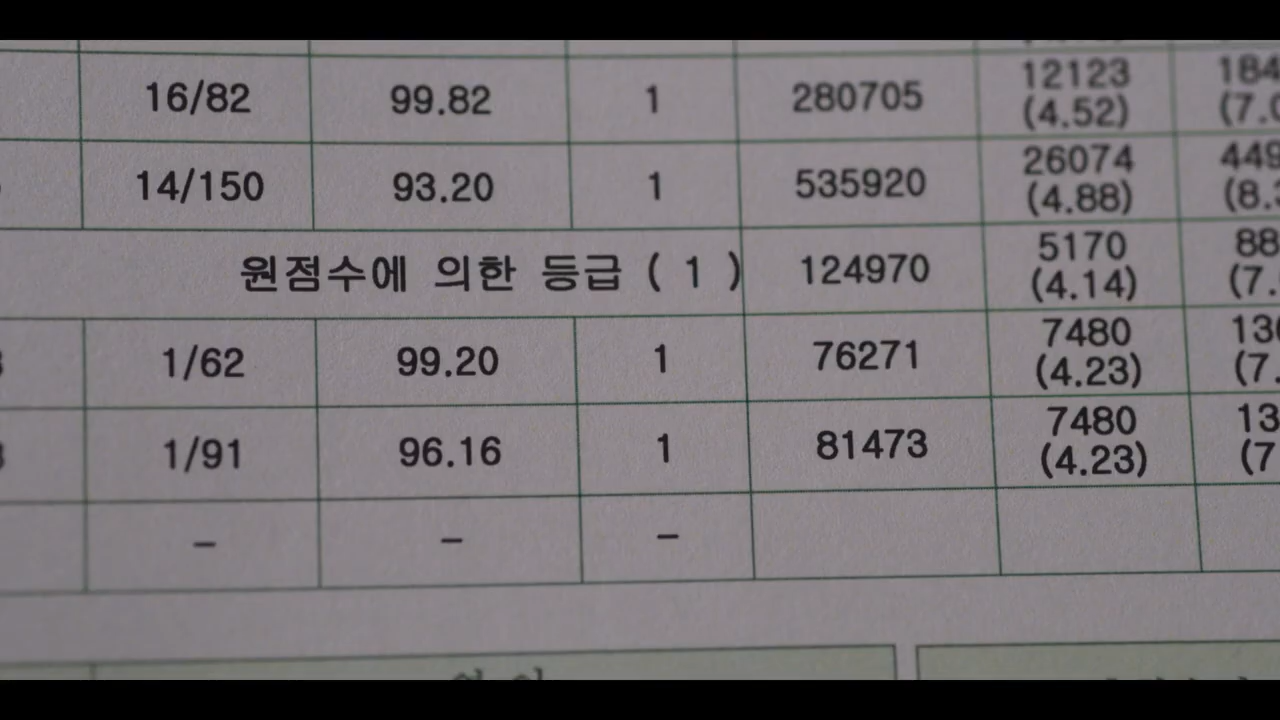 16/82 99.82 1 280705 12123
(4.52)
14/150 93.20 1 535920 26074
(4.88)
원점수에 의한 등급 ( 1 ) 124970 5170
(4.14)
1/62 99.20 1 76271 7480
(4.23)
1/91 96.16 1 81473 7480
(4.23)
– – –